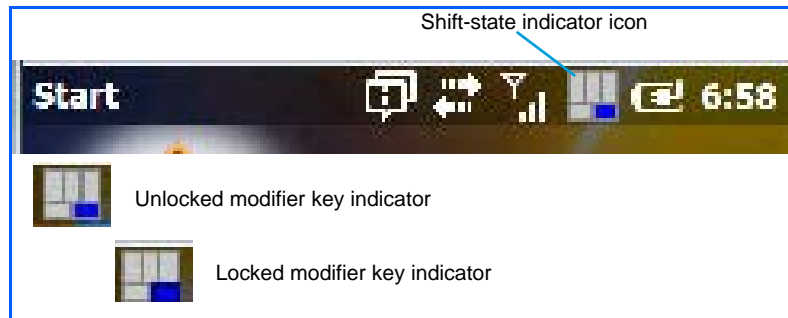 Shift-state indicator icon
Start 6:58
Unlocked modifier key indicator
Locked modifier key indicator